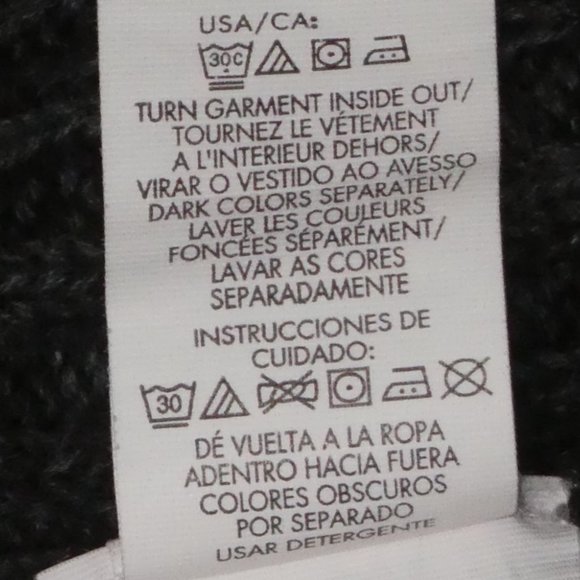 USA/CA:
30C
TURN GARMENT INSIDE OUT/
TOURNEZ LE VÉTEMENT
A L'INTERIEUR DEHORS/
VIRAR O VESTIDO AO AVESSO
DARK COLORS SEPARATELY/
LAVER LES COULEURS
FONCÉES SÉPARÉMENT/
LAVAR AS CORES
SEPARADAMENTE
INSTRUCCIONES DE
CUIDADO:
30
DÉ VUELTA A LA ROPA
ADENTRO HACIA FUERA
COLORES OBSCUROS
POR SEPARADO
USAR DETERGENTE